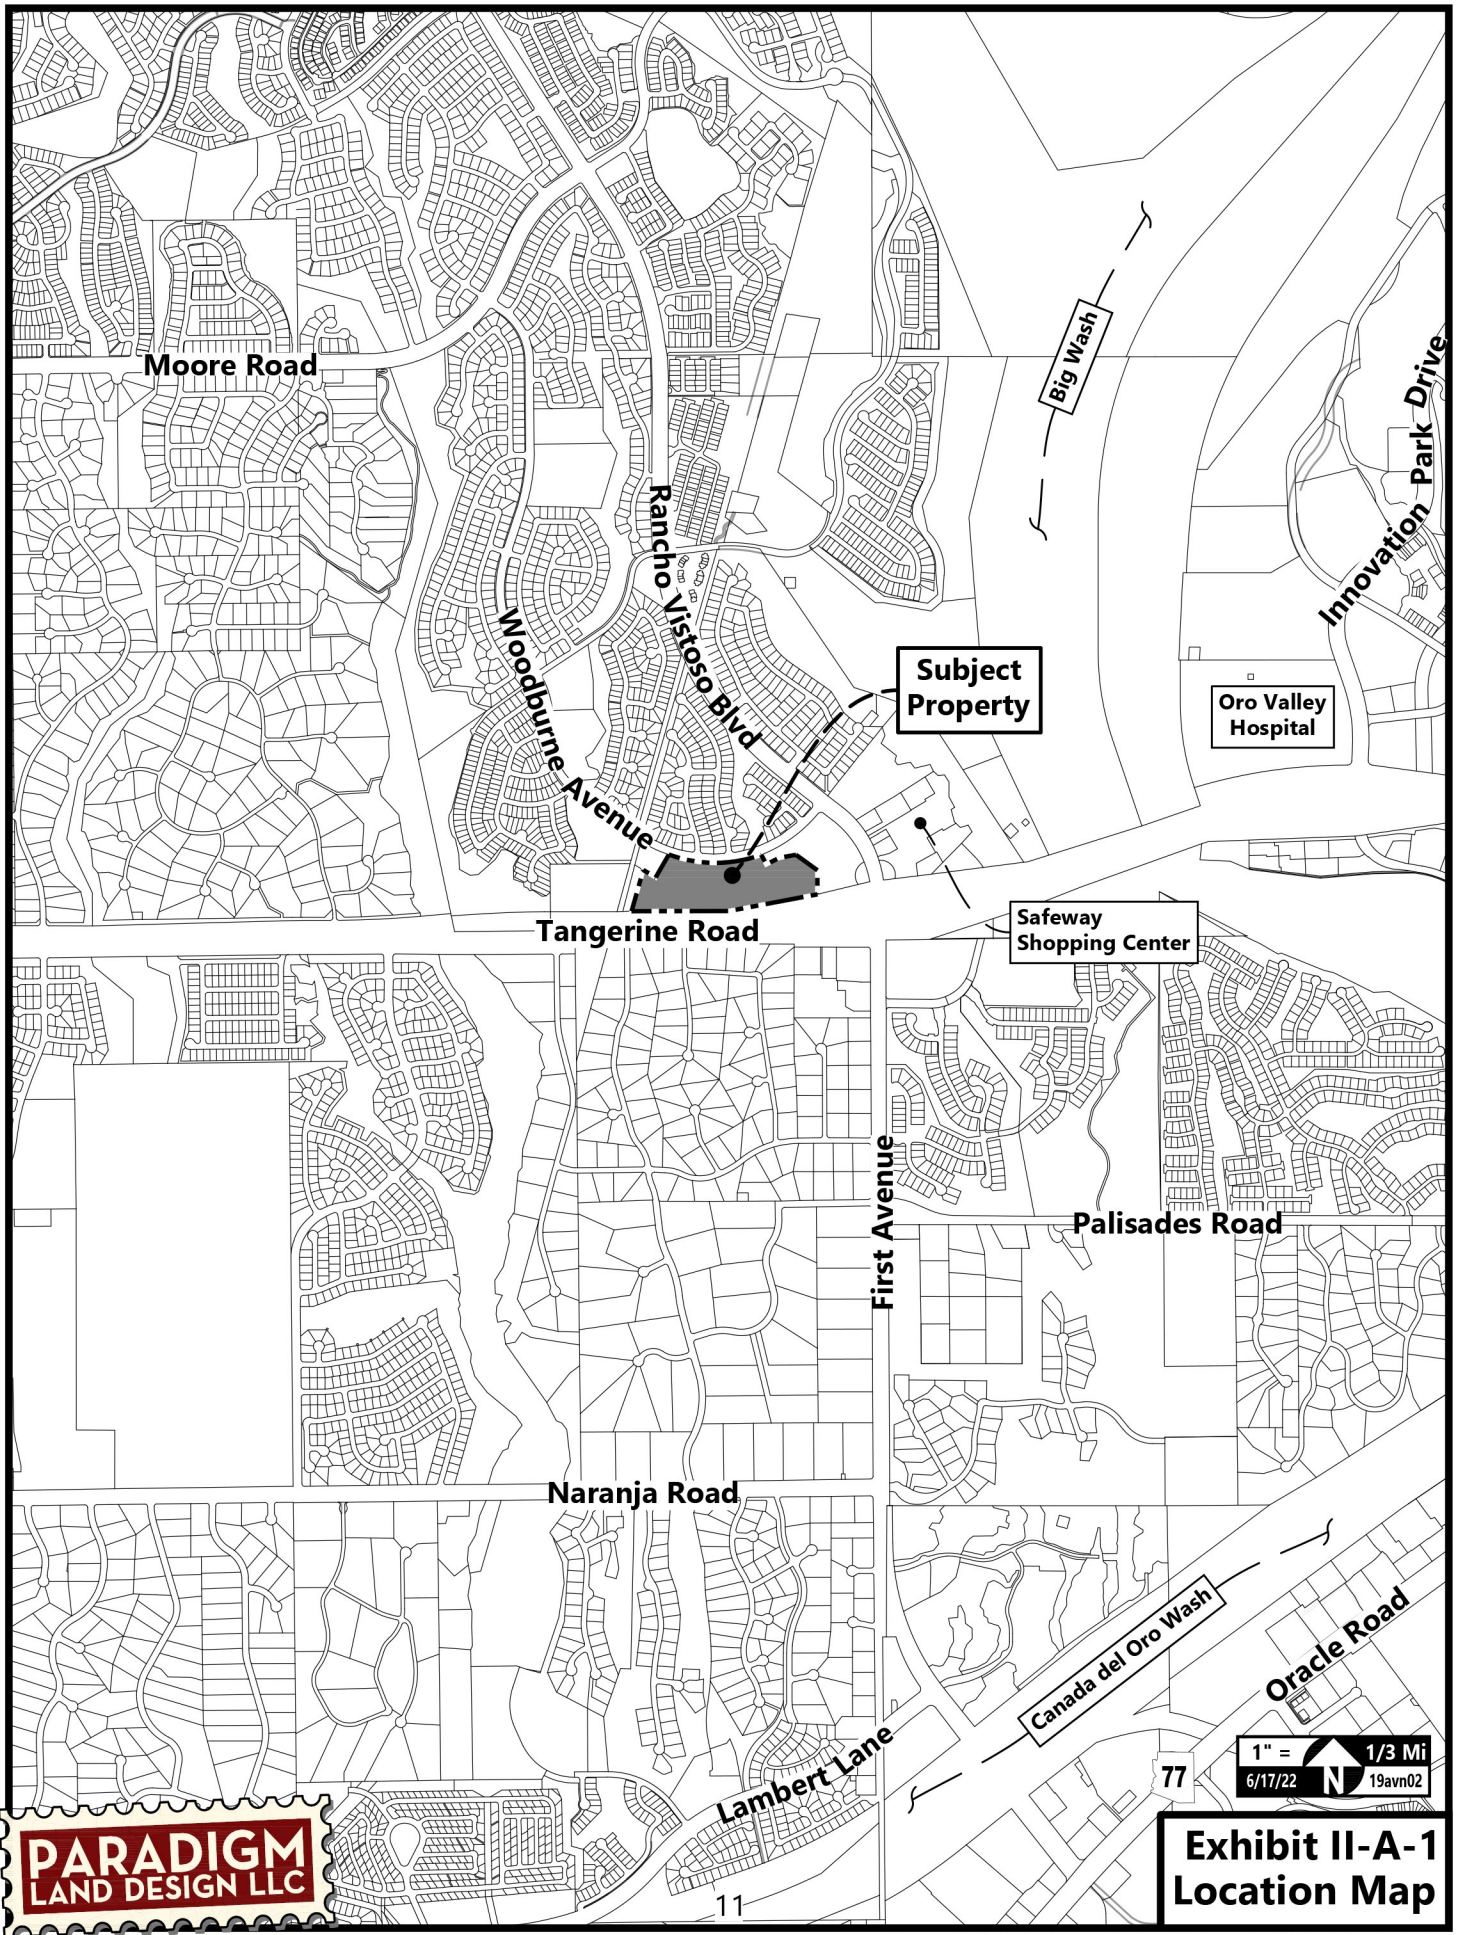 Moore Road
Big Wash
Innovation Park Drive
Rancho Vistoso Blvd
Woodburne Avenue
Subject
Property
Oro Valley
Hospital
Safeway
Shopping Center
Tangerine Road
First Avenue
Palisades Road
Naranja Road
Canada del Oro Wash
Oracle Road
Lambert Lane
77
1" = 1/3 Mi
6/17/22 N 19avn02
PARADIGM
LAND DESIGN LLC
Exhibit II-A-1
Location Map
11